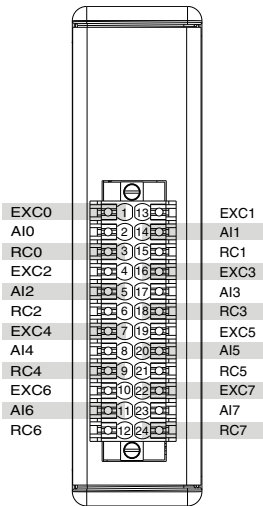 EXC0 1 13 EXC1
AI0 2 14 AI1
RC0 3 15 RC1
EXC2 4 16 EXC3
AI2 5 17 AI3
RC2 6 18 RC3
EXC4 7 19 EXC5
AI4 8 20 AI5
RC4 9 21 RC5
EXC6 10 22 EXC7
AI6 11 23 AI7
RC6 12 24 RC7